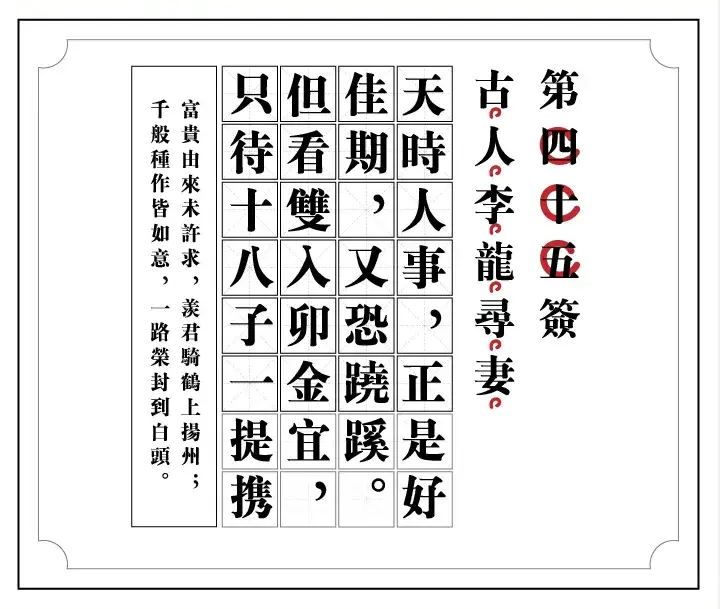 第四十五簽
古人李龍尋妻
天時人事，正是好
佳期，又恐蹺蹊。
但看雙入卯金宜，
只待十八子一提携
富貴由來未許求，羨君騎鶴上揚州；
千般種作皆如意，一路榮封到白頭。